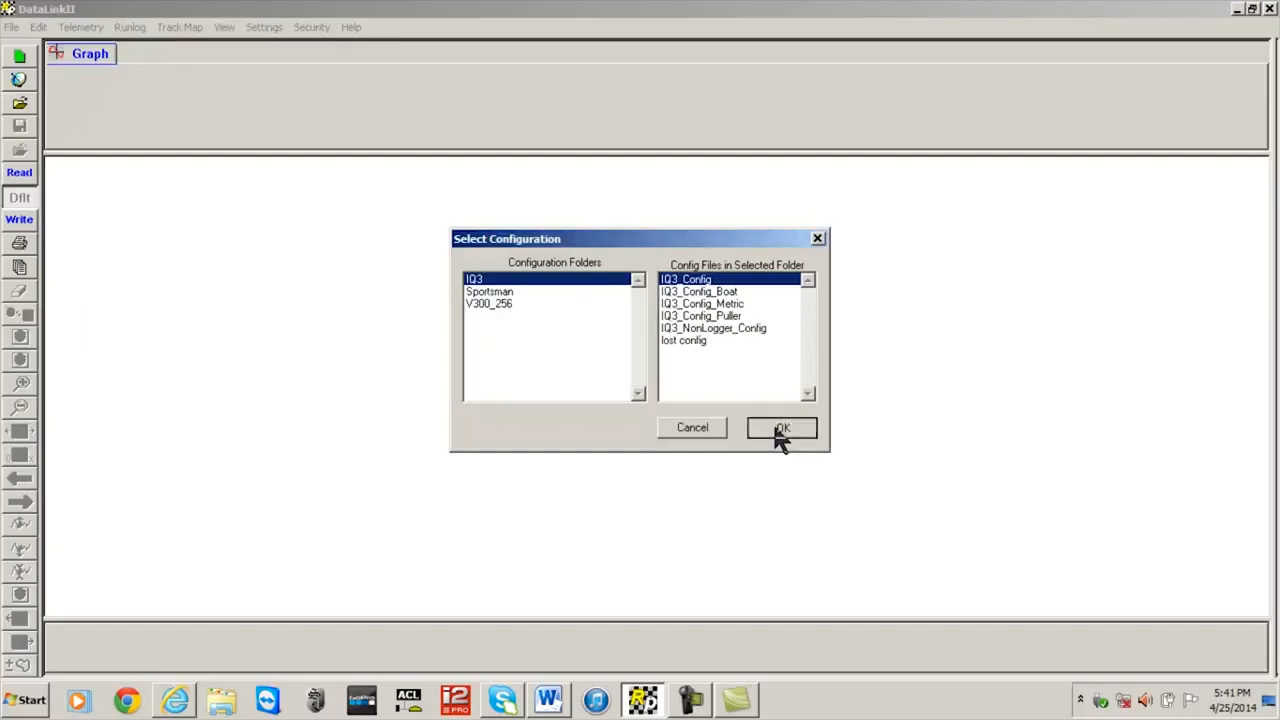 DataLinkII
File Edit Telemetry Runlog Track Map View Settings Security Help
Graph
Read
Dflt
Write
Select Configuration
Configuration Folders
IQ3
Sportsman
V300_256
Config Files in Selected Folder
IQ3_Config
IQ3_Config_Boat
IQ3_Config_Metric
IQ3_Config_Puller
IQ3_NonLogger_Config
lost config
Cancel
OK
Start
ACL
i2
PRO
W
S
5:41 PM
4/25/2014